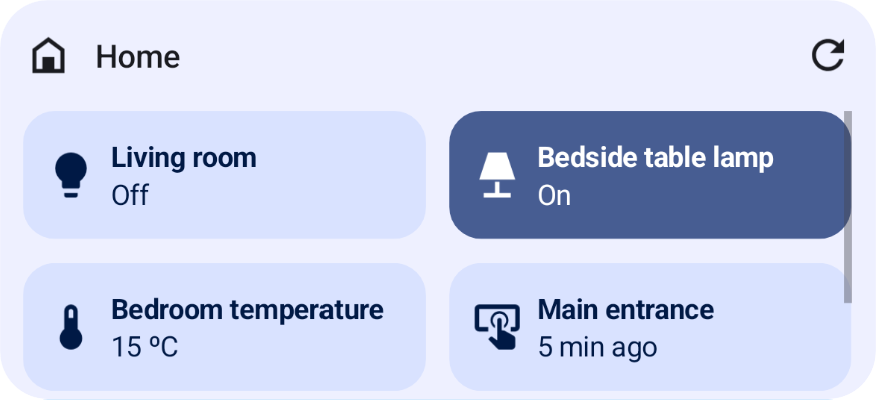 Home
Living room
Off
Bedside table lamp
On
Bedroom temperature
15 ºC
Main entrance
5 min ago